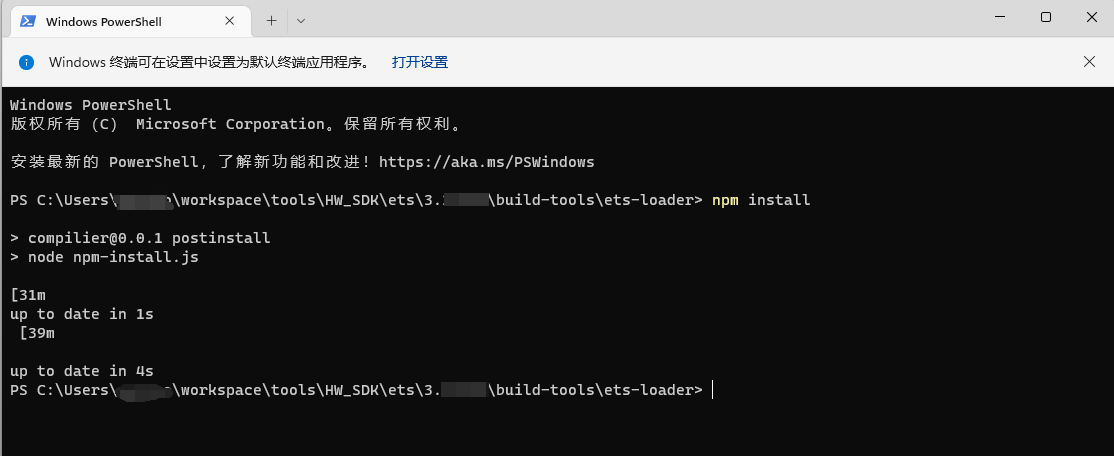 Windows PowerShell
Windows 终端可在设置中设置为默认终端应用程序。 打开设置
Windows PowerShell
版权所有 (C) Microsoft Corporation。保留所有权利。
安装最新的 PowerShell,了解新功能和改进!https://aka.ms/PSWindows
PS C:\Users\ \workspace\tools\HW_SDK\ets\3. \build-tools\ets-loader> npm install
> compilier@0.0.1 postinstall
> node npm-install.js
[31m
up to date in 1s
[39m
up to date in 4s
PS C:\Users\ \workspace\tools\HW_SDK\ets\3. \build-tools\ets-loader>